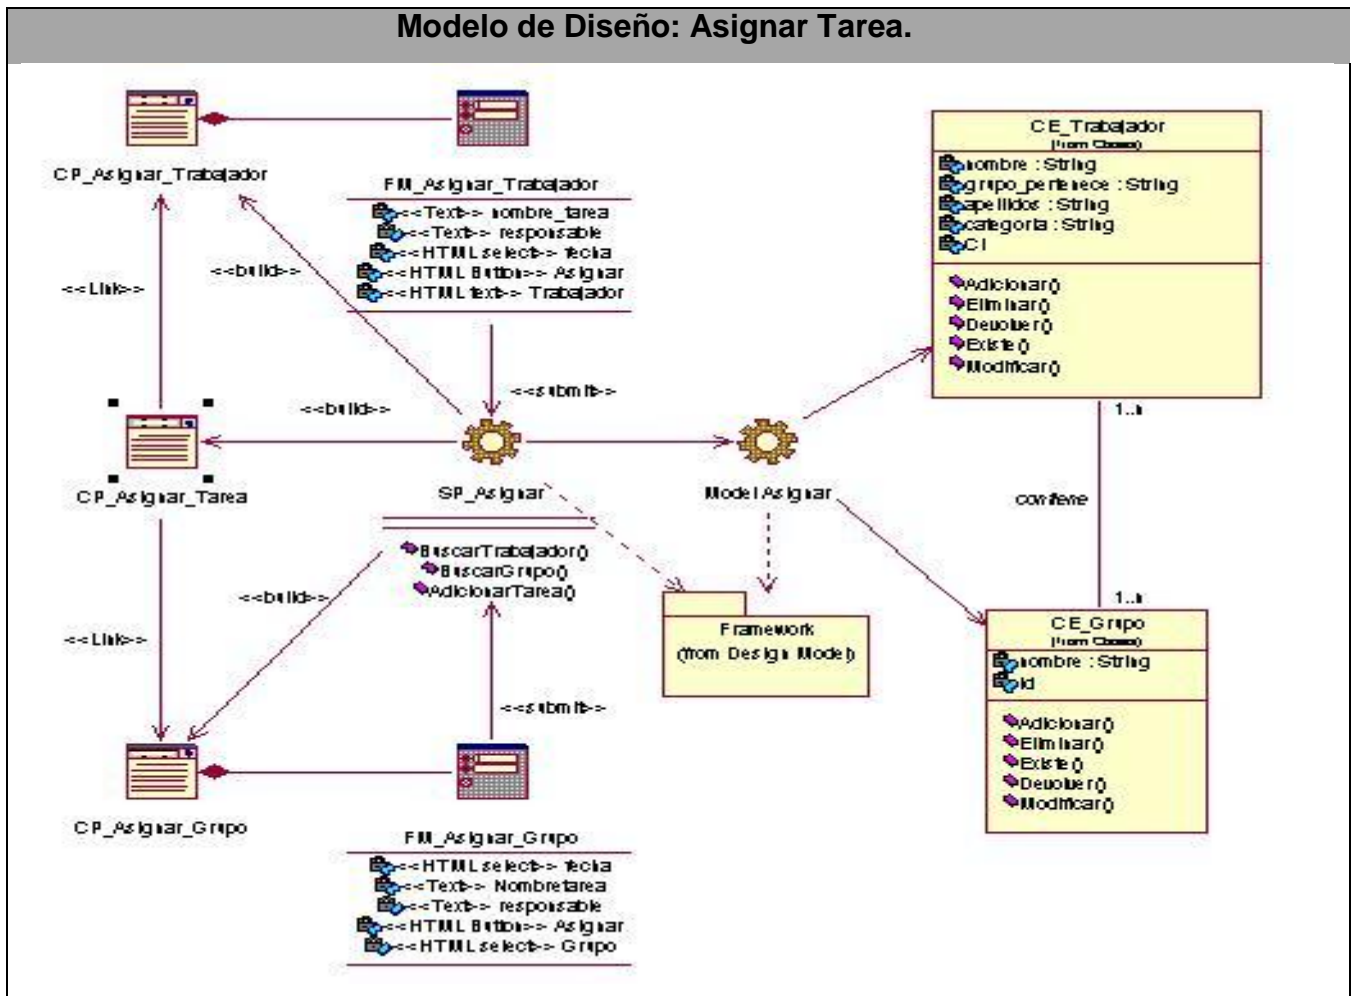 Modelo de Diseño: Asignar Tarea.
CP_Asignar_Trabajador
FM_Asignar_Trabajador
<<Text>> nombre_tarea
<<Text>> responsable
<<HTML select>> fecha
<<HTML Button>> Asignar
<<HTML text>> Trabajador
CE_Trabajador
(from Clases)
nombre : String
grupo_pertenece : String
apellidos : String
categoria : String
CI
Adicionar()
Eliminar()
Devolver()
Existe()
Modificar()
<<Link>>
<<build>>
<<build>>
<<submit>>
1..n
CP_Asignar_Tarea
SP_Asignar
Model Asignar
contiene
BuscarTrabajador()
BuscarGrupo()
AdicionarTarea()
<<build>>
<<Link>>
Framework
(from Design Model)
<<submit>>
1..n
CE_Grupo
(from Clases)
nombre : String
id
Adicionar()
Eliminar()
Existe()
Devolver()
Modificar()
CP_Asignar_Grupo
FM_Asignar_Grupo
<<HTML select>> fecha
<<Text>> Nombretarea
<<Text>> responsable
<<HTML Button>> Asignar
<<HTML select>> Grupo